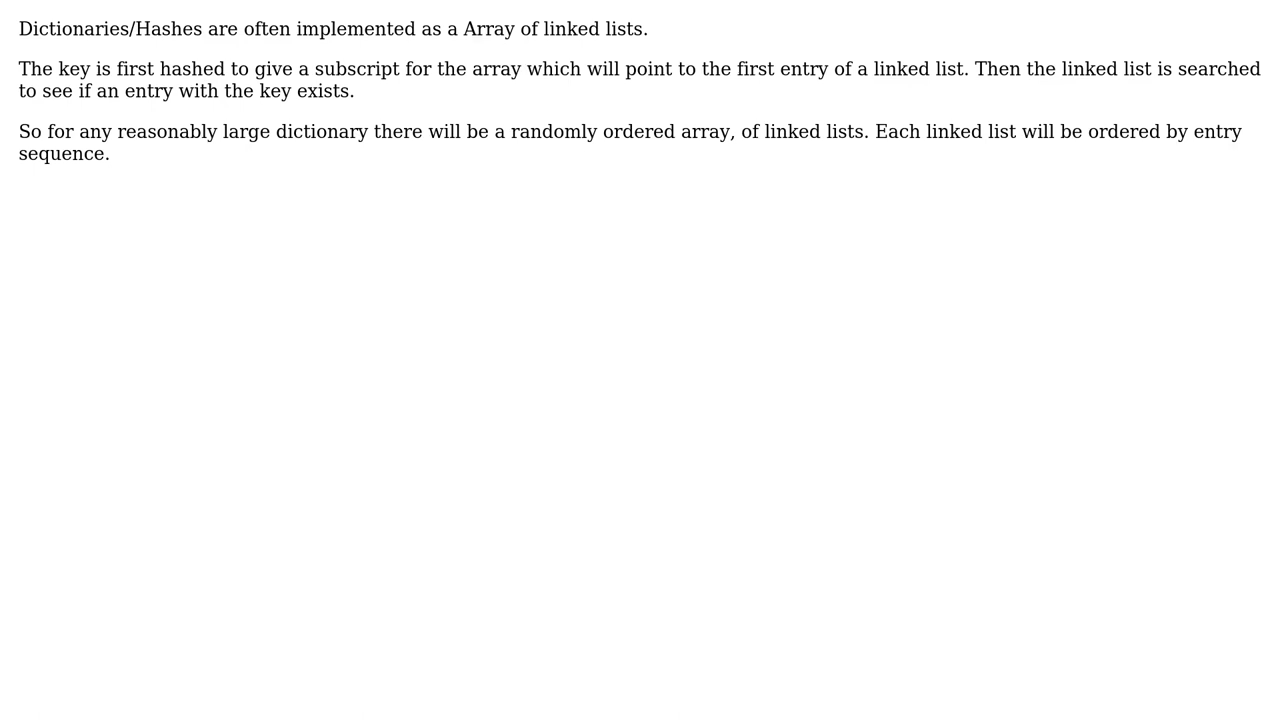 Dictionaries/Hashes are often implemented as a Array of linked lists.
The key is first hashed to give a subscript for the array which will point to the first entry of a linked list. Then the linked list is searched
to see if an entry with the key exists.
So for any reasonably large dictionary there will be a randomly ordered array, of linked lists. Each linked list will be ordered by entry
sequence.